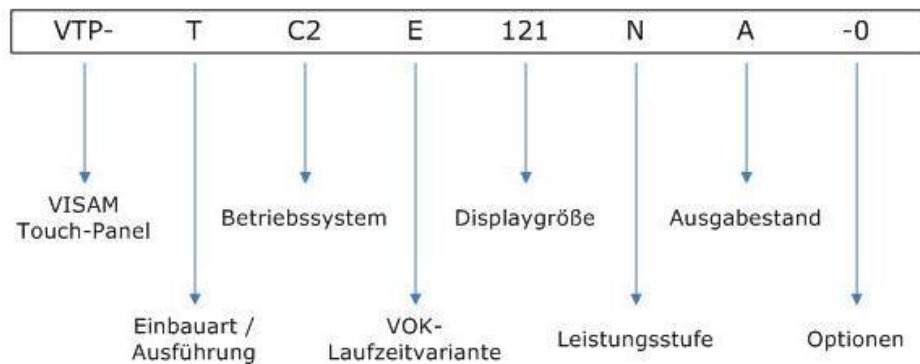 VTP- T C2 E 121 N A -0
VISAM
Touch-Panel
Betriebssystem
Displaygröße
Ausgabestand
Einbauart /
Ausführung
VOK-
Laufzeitvariante
Leistungsstufe
Optionen